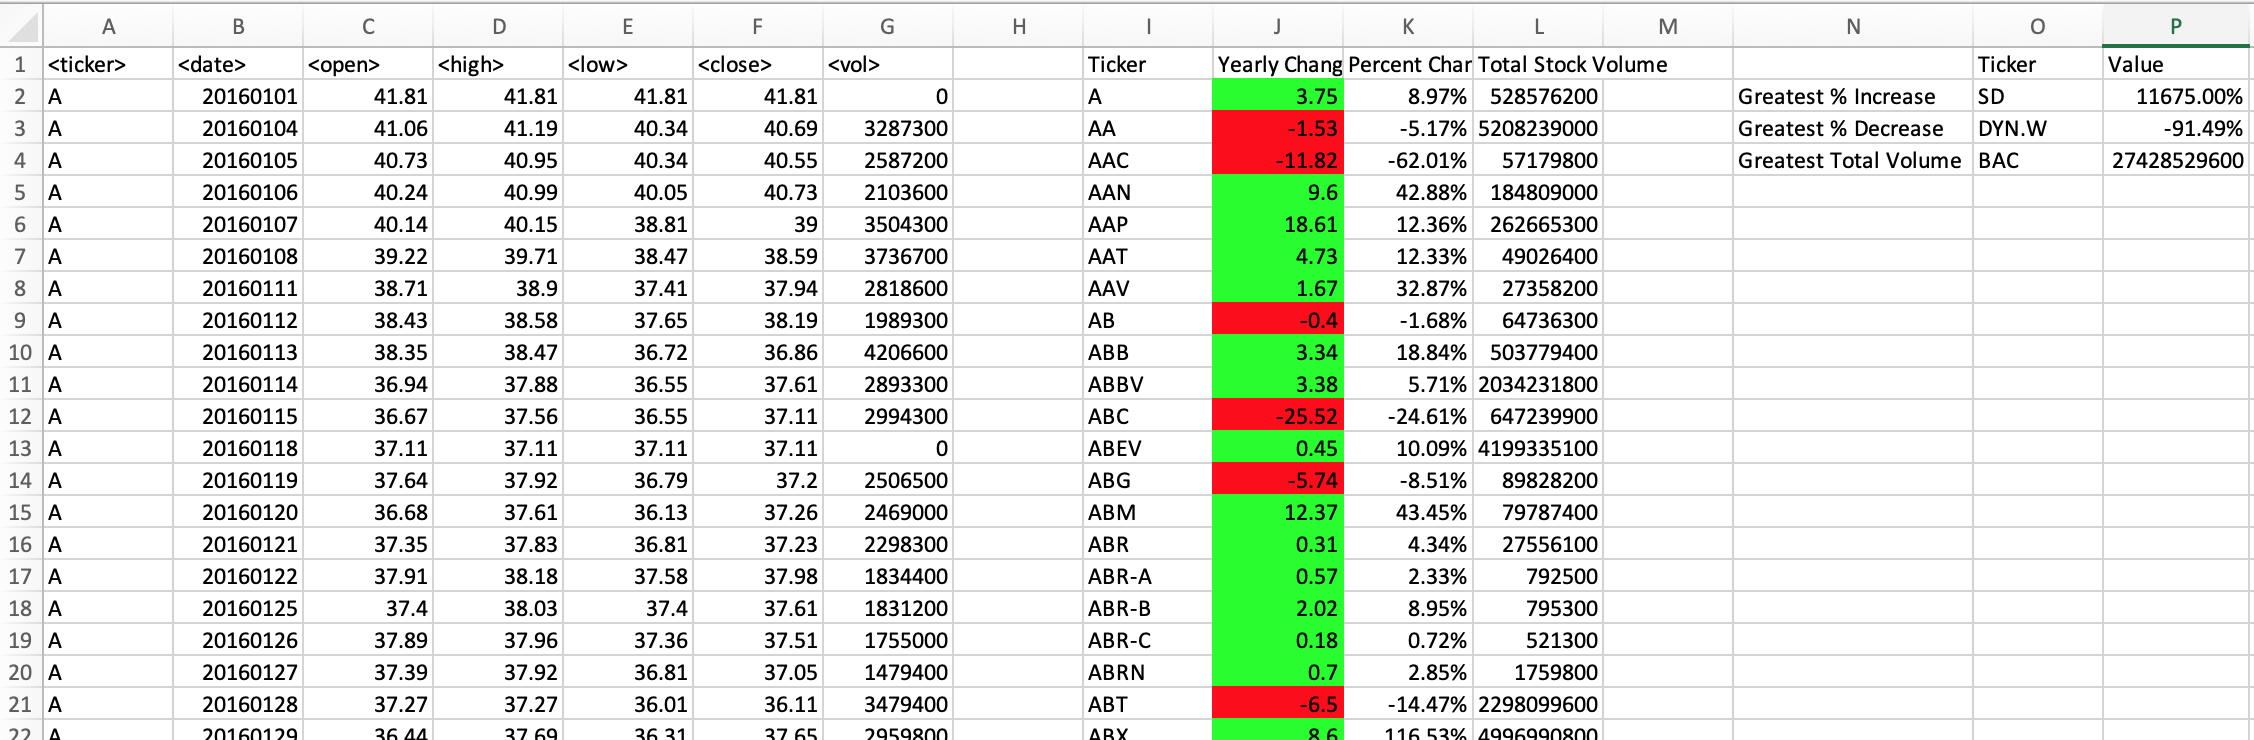 A B C D E F G H I J K L M N O P
1 <ticker> <date> <open> <high> <low> <close> <vol> Ticker Yearly Chang Percent Char Total Stock Volume Ticker Value
2 A 20160101 41.81 41.81 41.81 41.81 0 A 3.75 8.97% 528576200 Greatest % Increase SD 11675.00%
3 A 20160104 41.06 41.19 40.34 40.69 3287300 AA -1.53 -5.17% 5208239000 Greatest % Decrease DYN.W -91.49%
4 A 20160105 40.73 40.95 40.34 40.55 2587200 AAC -11.82 -62.01% 57179800 Greatest Total Volume BAC 27428529600
5 A 20160106 40.24 40.99 40.05 40.73 2103600 AAN 9.6 42.88% 184809000
6 A 20160107 40.14 40.15 38.81 39 3504300 AAP 18.61 12.36% 262665300
7 A 20160108 39.22 39.71 38.47 38.59 3736700 AAT 4.73 12.33% 49026400
8 A 20160111 38.71 38.9 37.41 37.94 2818600 AAV 1.67 32.87% 27358200
9 A 20160112 38.43 38.58 37.65 38.19 1989300 AB -0.4 -1.68% 64736300
10 A 20160113 38.35 38.47 36.72 36.86 4206600 ABB 3.34 18.84% 503779400
11 A 20160114 36.94 37.88 36.55 37.61 2893300 ABBV 3.38 5.71% 2034231800
12 A 20160115 36.67 37.56 36.55 37.11 2994300 ABC -25.52 -24.61% 647239900
13 A 20160118 37.11 37.11 37.11 37.11 0 ABEV 0.45 10.09% 4199335100
14 A 20160119 37.64 37.92 36.79 37.2 2506500 ABG -5.74 -8.51% 89828200
15 A 20160120 36.68 37.61 36.13 37.26 2469000 ABM 12.37 43.45% 79787400
16 A 20160121 37.35 37.83 36.81 37.23 2298300 ABR 0.31 4.34% 27556100
17 A 20160122 37.91 38.18 37.58 37.98 1834400 ABR-A 0.57 2.33% 792500
18 A 20160125 37.4 38.03 37.4 37.61 1831200 ABR-B 2.02 8.95% 795300
19 A 20160126 37.89 37.96 37.36 37.51 1755000 ABR-C 0.18 0.72% 521300
20 A 20160127 37.39 37.92 36.81 37.05 1479400 ABRN 0.7 2.85% 1759800
21 A 20160128 37.27 37.27 36.01 36.11 3479400 ABT -6.5 -14.47% 2298099600
22 A 20160129 36.44 37.69 36.31 37.65 2959800 ABX 8.6 116.53% 4996990800